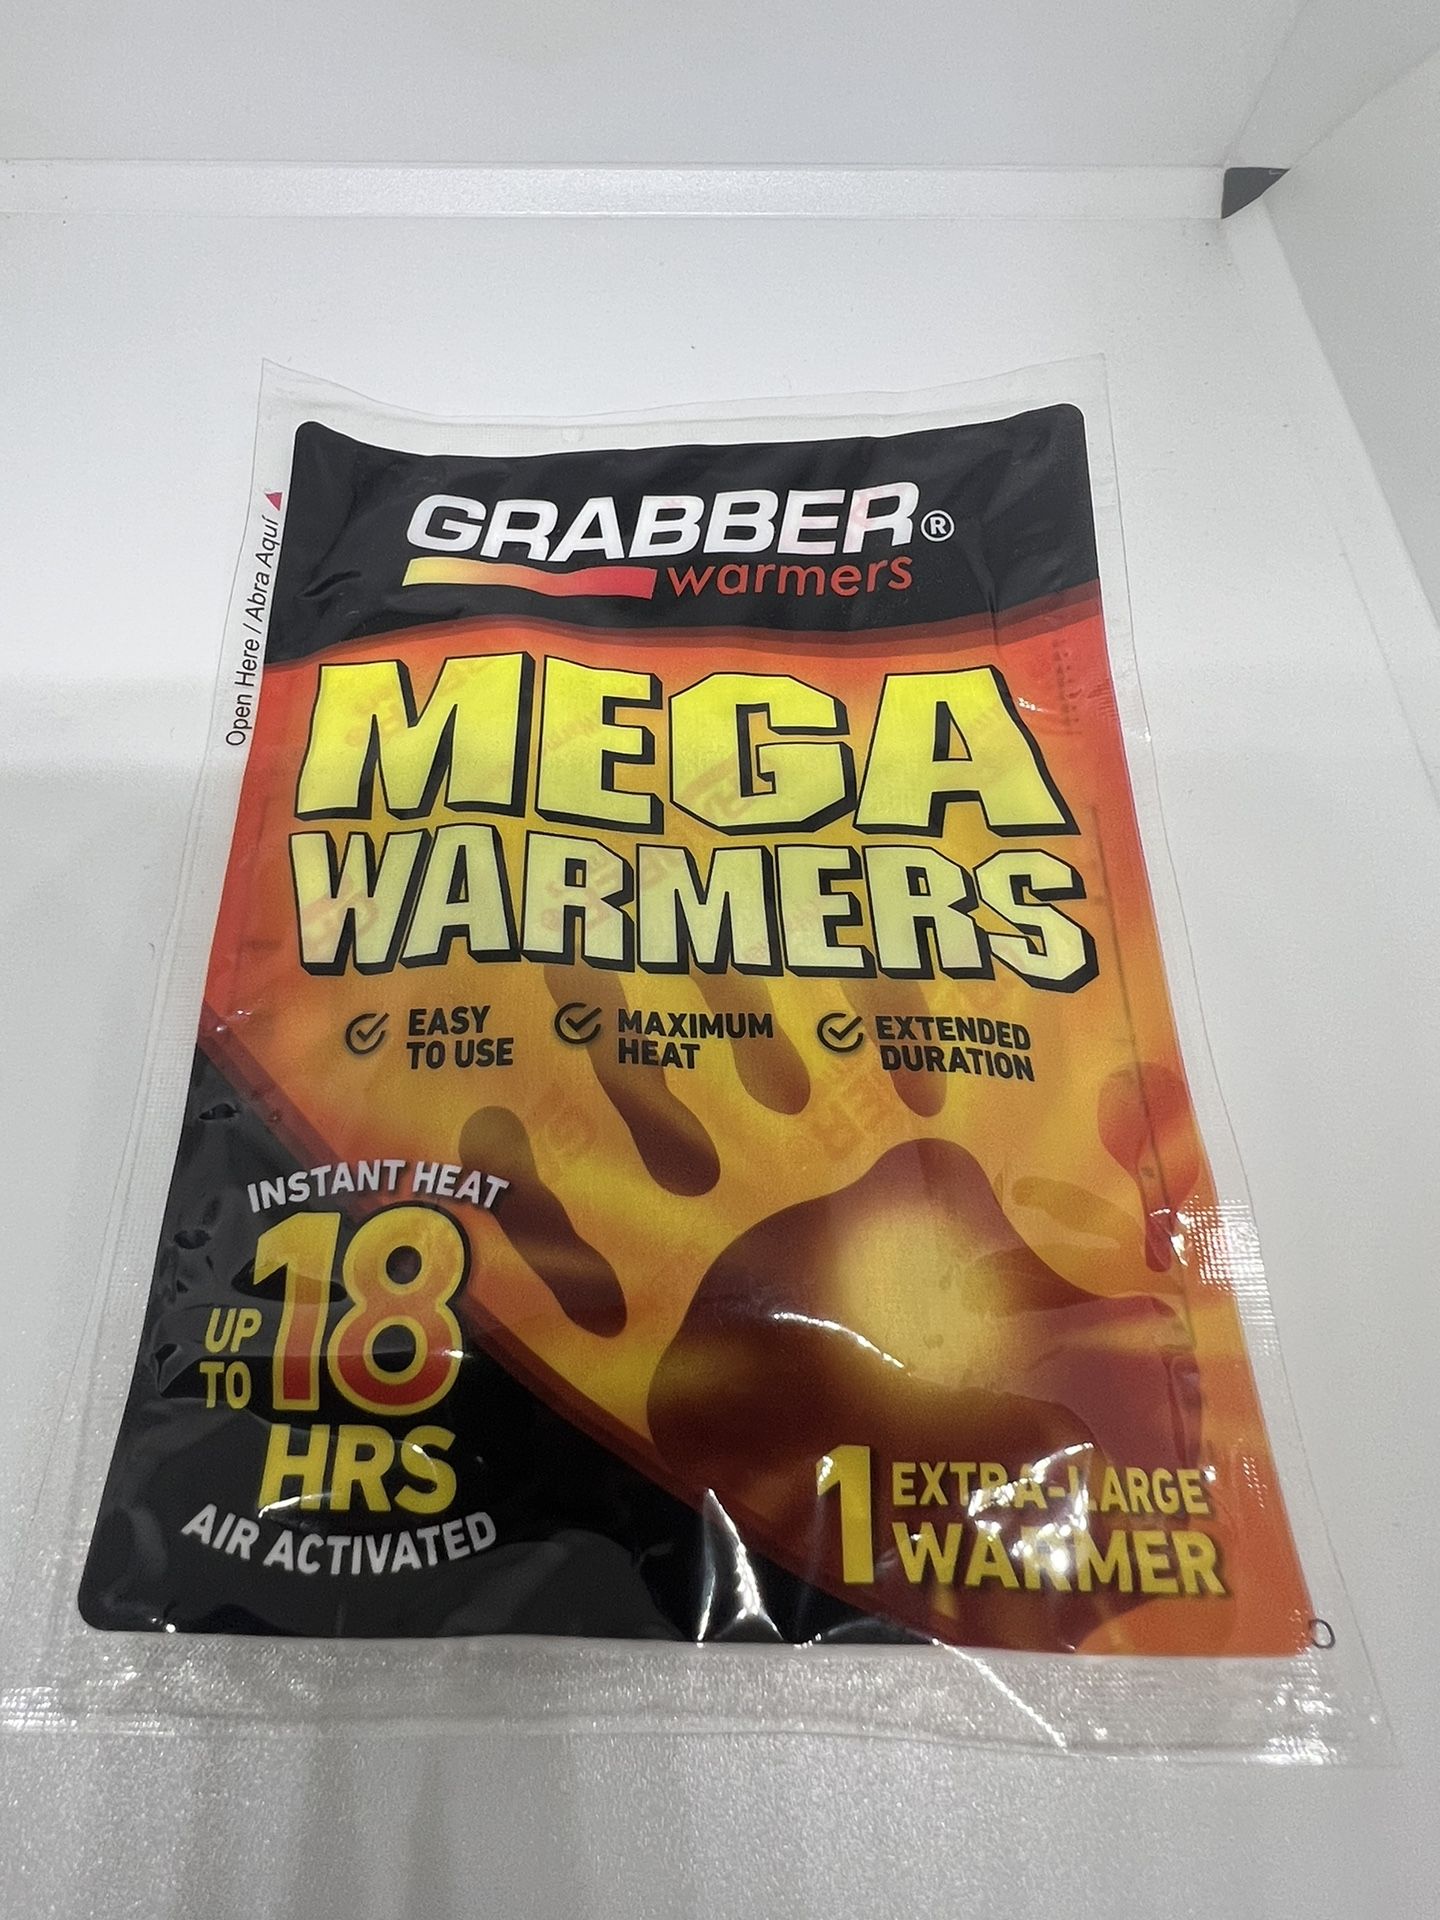 GRABBER®
warmers
Open Here / Abra Aquí
MEGA
WARMERS
EASY
TO USE
MAXIMUM
HEAT
EXTENDED
DURATION
INSTANT HEAT
UP
TO
18
HRS
AIR ACTIVATED
1 EXTRA-LARGE
WARMER